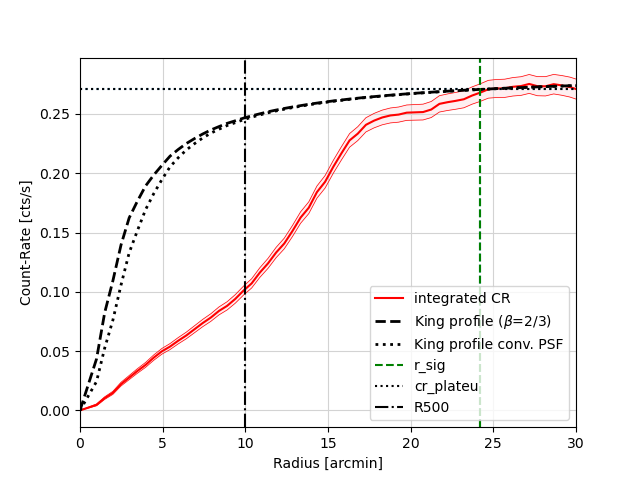 0.25
0.20
0.15
0.10
0.05
0.00
Count-Rate [cts/s]
integrated CR
King profile (β=2/3)
King profile conv. PSF
r_sig
cr_plateu
R500
0 5 10 15 20 25 30
Radius [arcmin]